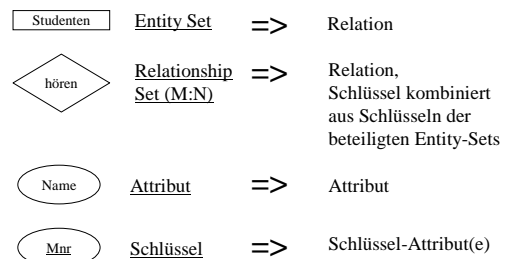 Studenten Entity Set => Relation
hören Relationship => Relation,
Set (M:N) Schlüssel kombiniert
aus Schlüsseln der
beteiligten Entity-Sets
Name Attribut => Attribut
Mnr Schlüssel => Schlüssel-Attribut(e)